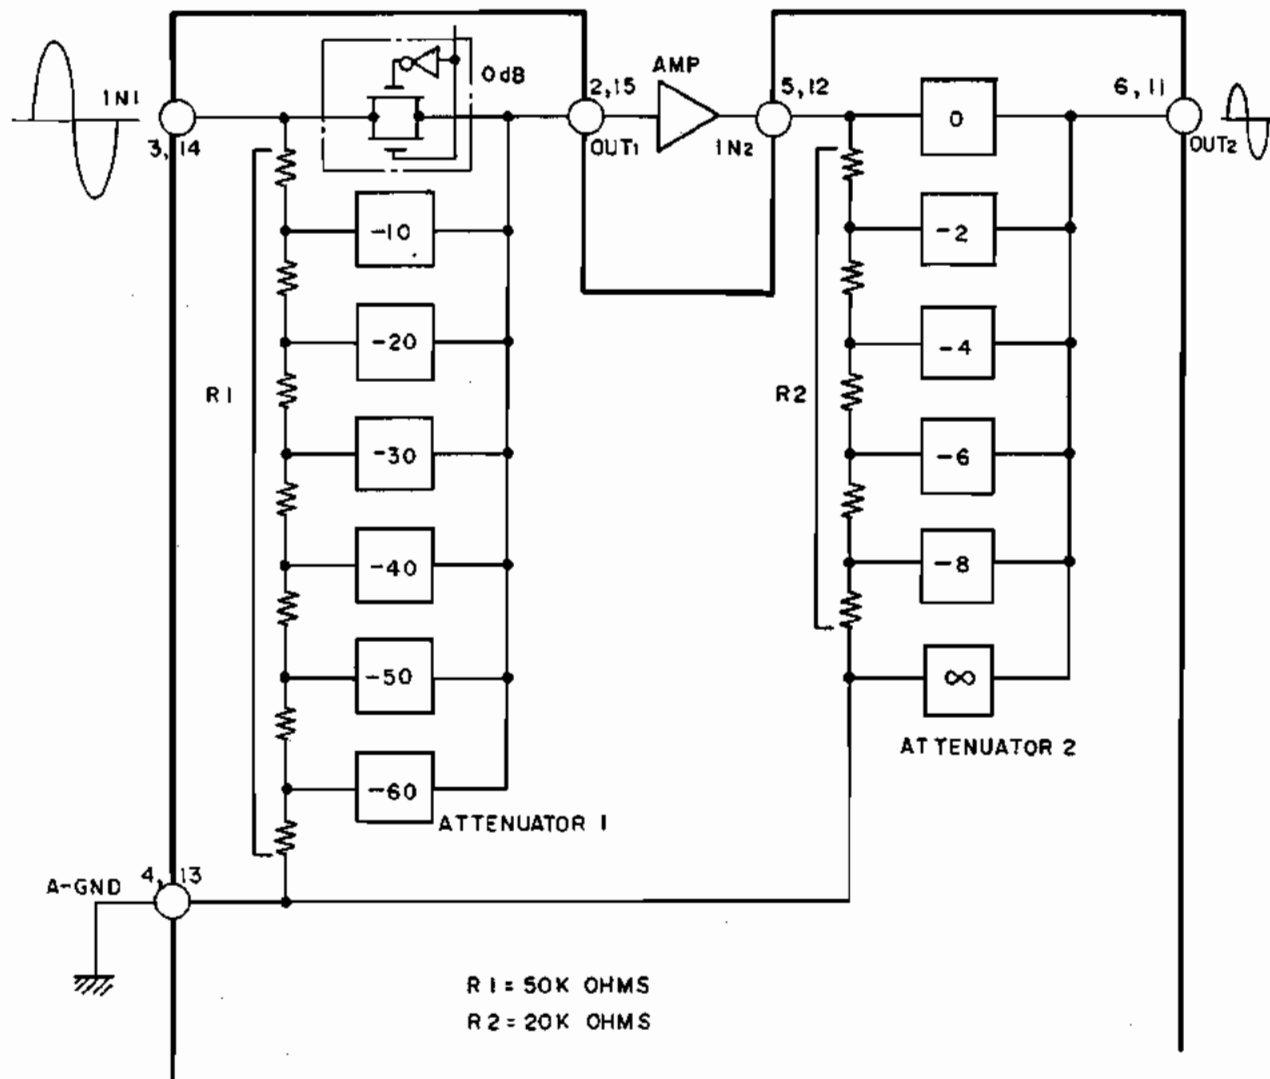 0dB
AMP
IN1
3, 14
2,15
OUT1
IN2
5,12
6, 11
OUT2
0
-10
-2
-20
-4
R1
R2
-30
-6
-40
-8
-50
∞
-60
ATTENUATOR 1
ATTENUATOR 2
A-GND
4, 13
R1 = 50K OHMS
R2 = 20K OHMS